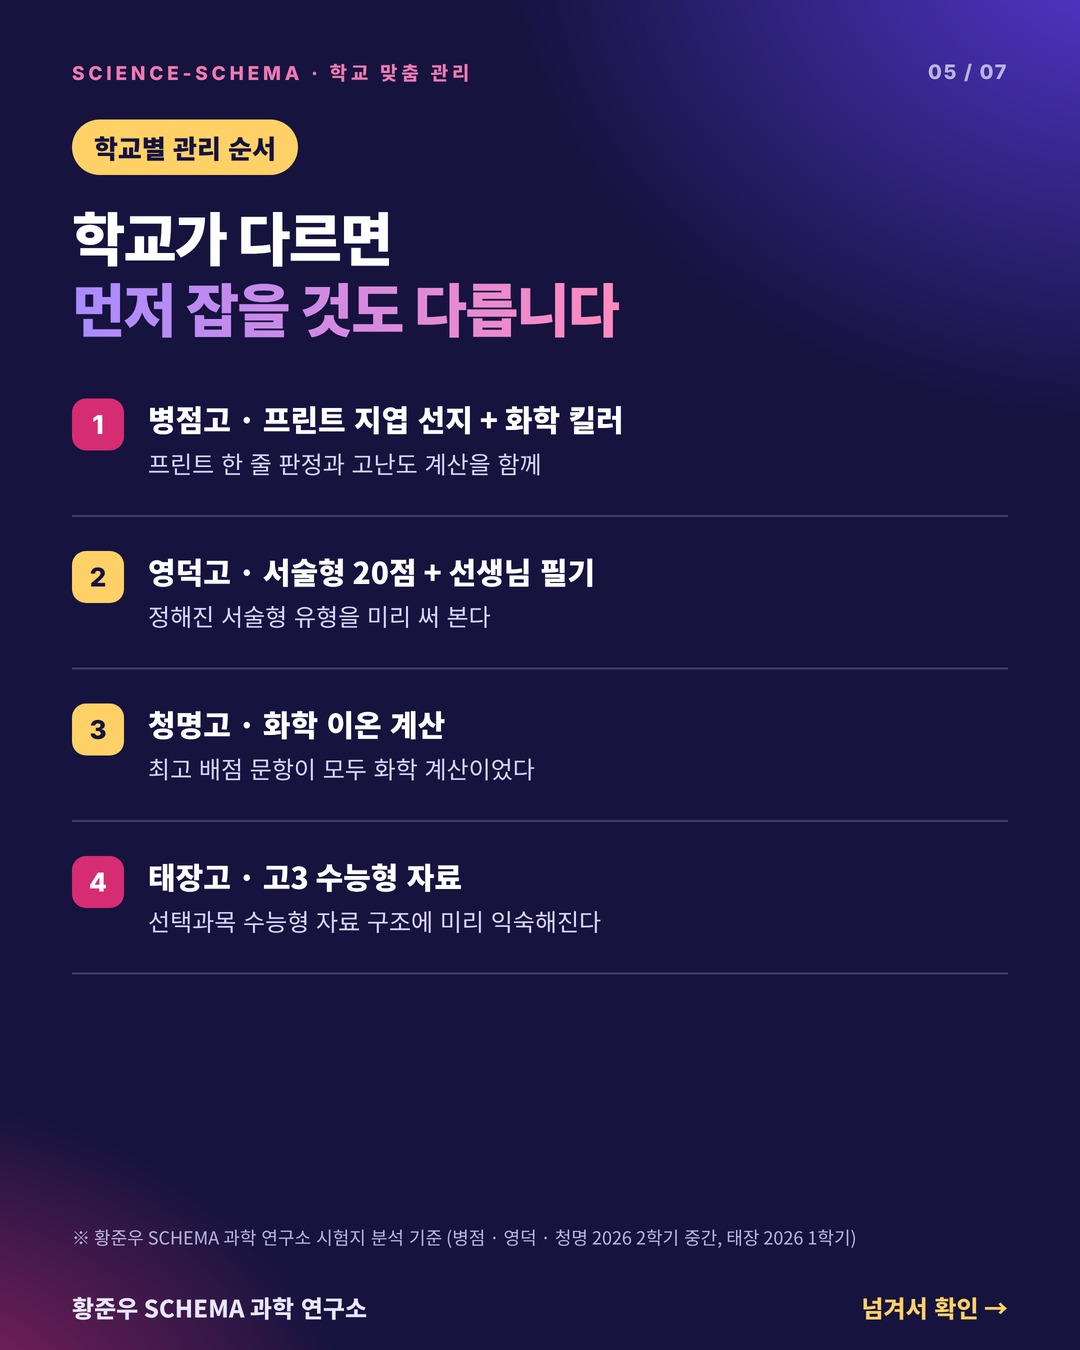 SCIENCE-SCHEMA · 학교 맞춤 관리
05 / 07
학교별 관리 순서
학교가 다르면
먼저 잡을 것도 다릅니다
1
병점고 · 프린트 지엽 선지 + 화학 킬러
프린트 한 줄 판정과 고난도 계산을 함께
2
영덕고 · 서술형 20점 + 선생님 필기
정해진 서술형 유형을 미리 써 본다
3
청명고 · 화학 이온 계산
최고 배점 문항이 모두 화학 계산이었다
4
태장고 · 고3 수능형 자료
선택과목 수능형 자료 구조에 미리 익숙해진다
※ 황준우 SCHEMA 과학 연구소 시험지 분석 기준 (병점 · 영덕 · 청명 2026 2학기 중간, 태장 2026 1학기)
황준우 SCHEMA 과학 연구소
넘겨서 확인 →